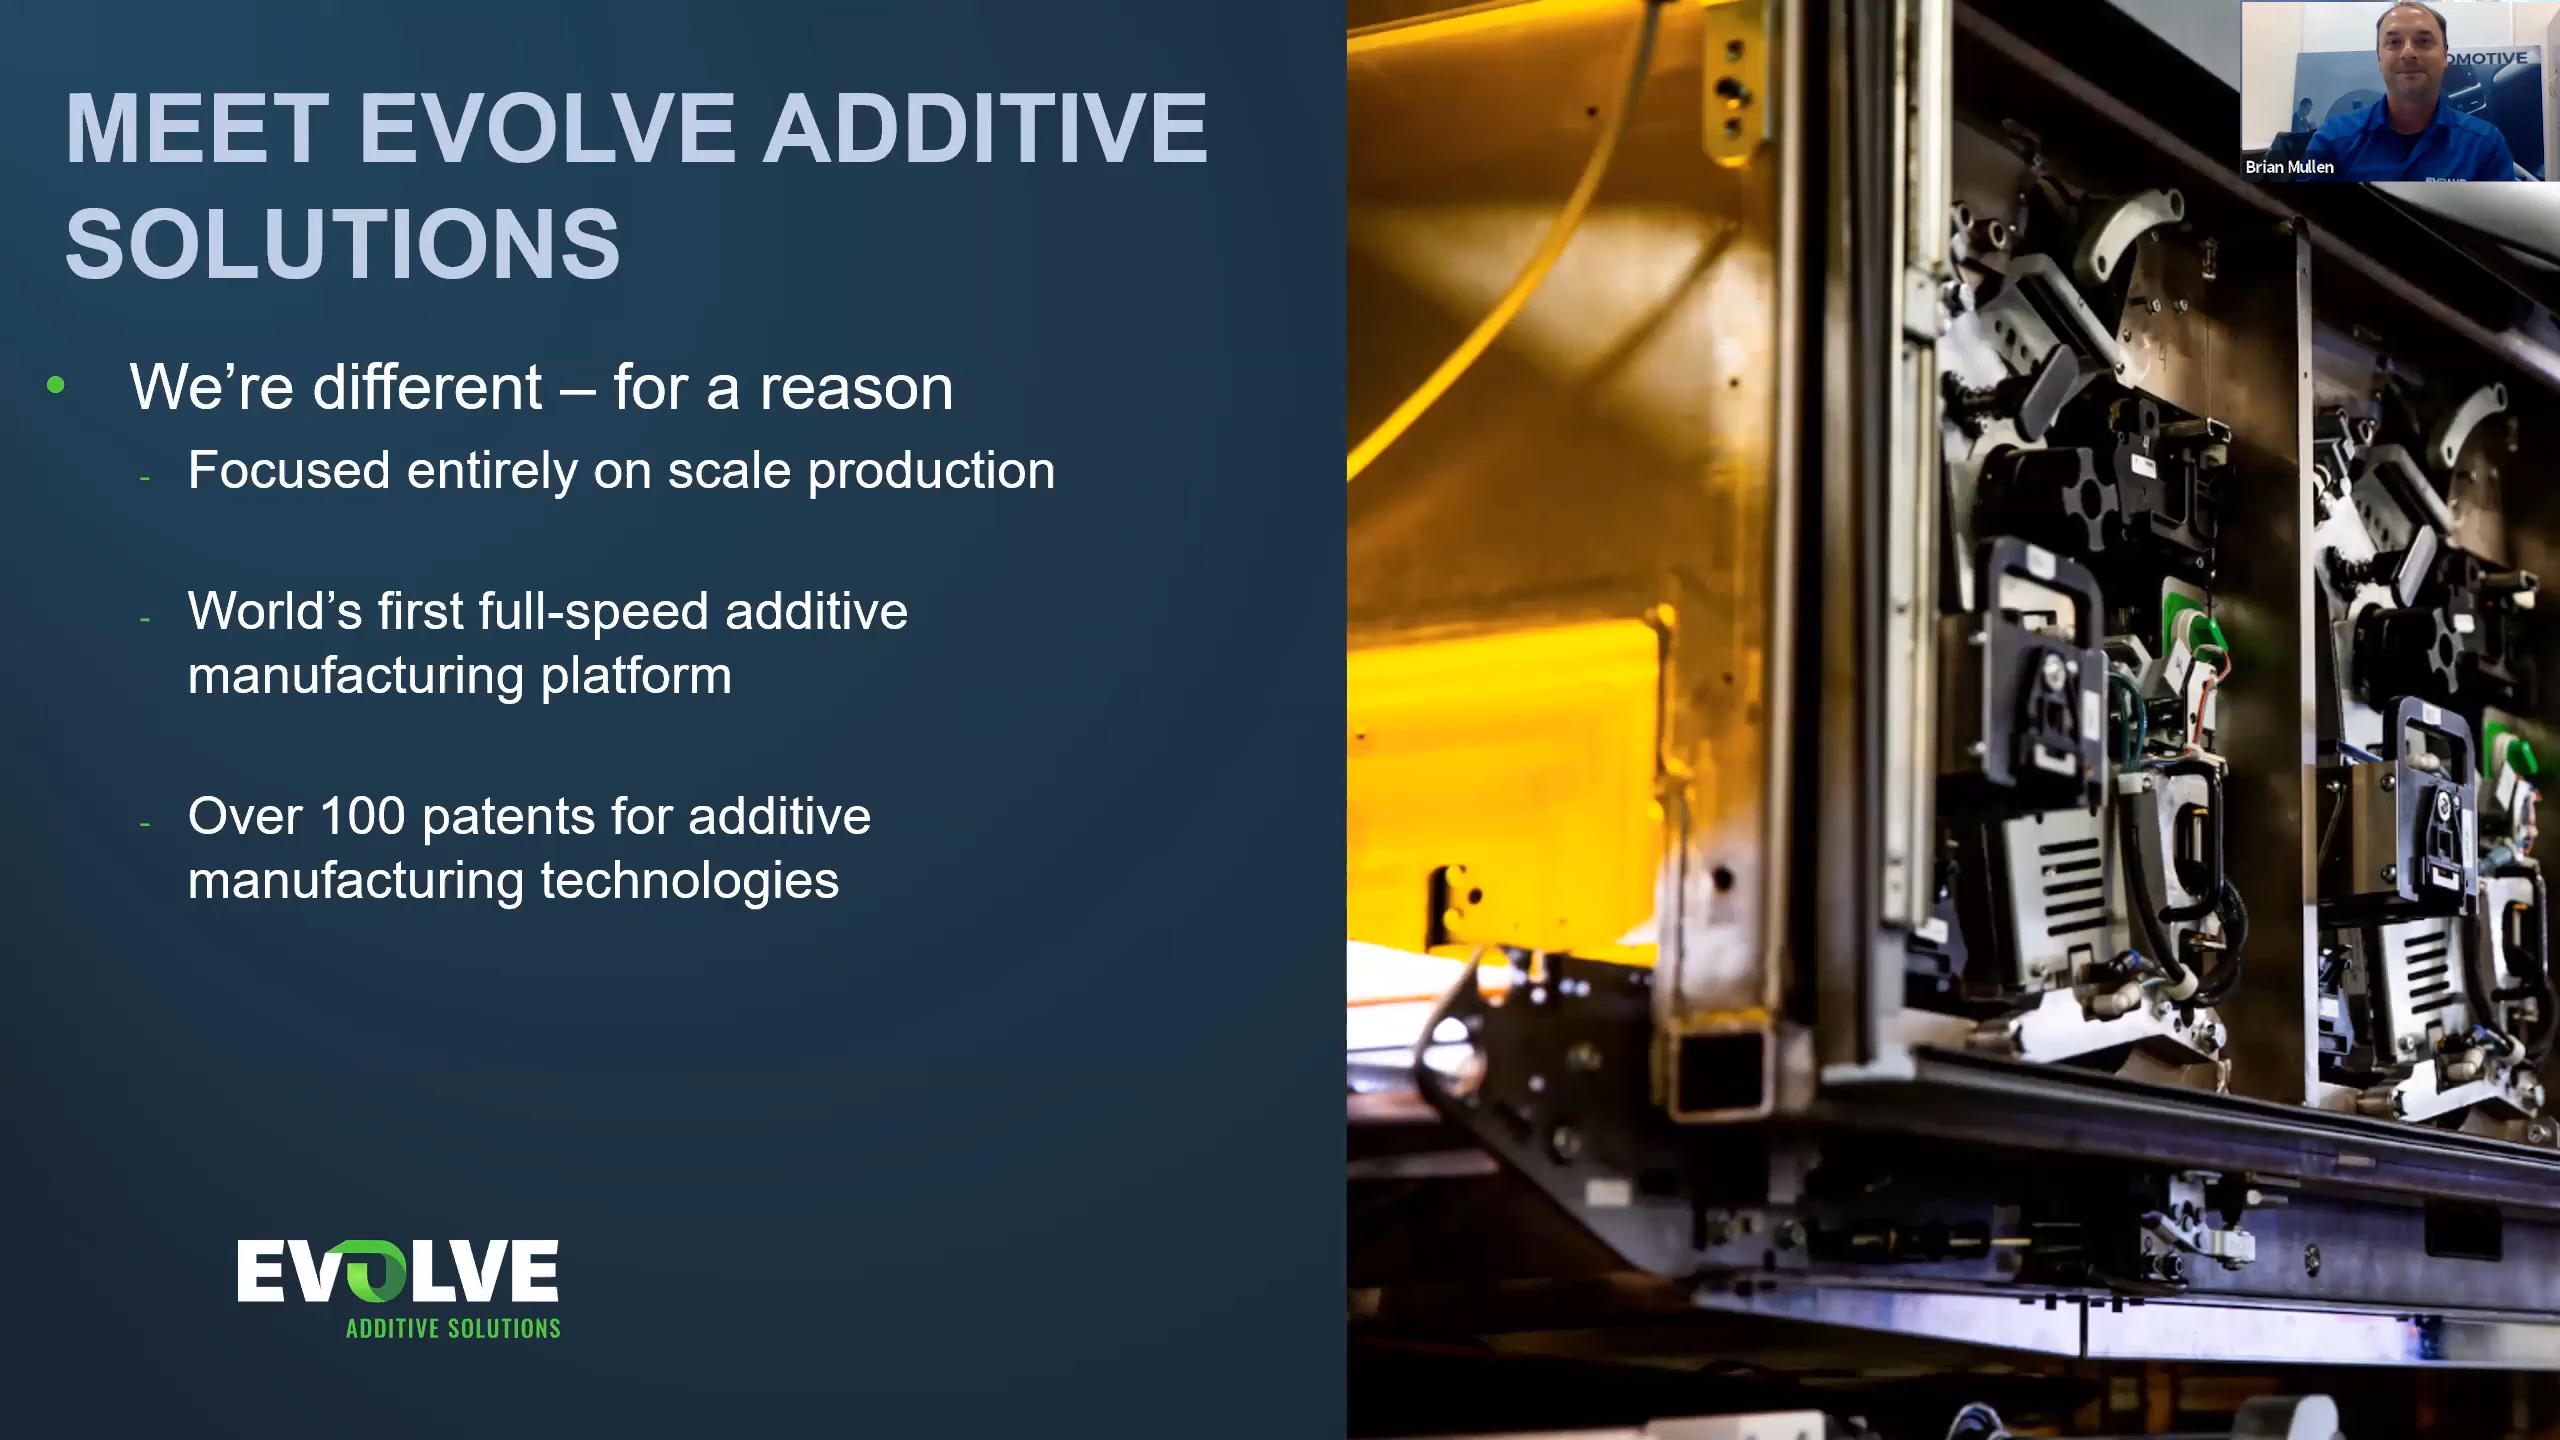 MEET EVOLVE ADDITIVE
SOLUTIONS
• We’re different – for a reason
- Focused entirely on scale production
- World’s first full-speed additive
manufacturing platform
- Over 100 patents for additive
manufacturing technologies
EVOLVE
ADDITIVE SOLUTIONS
OMOTIVE
Brian Mullen